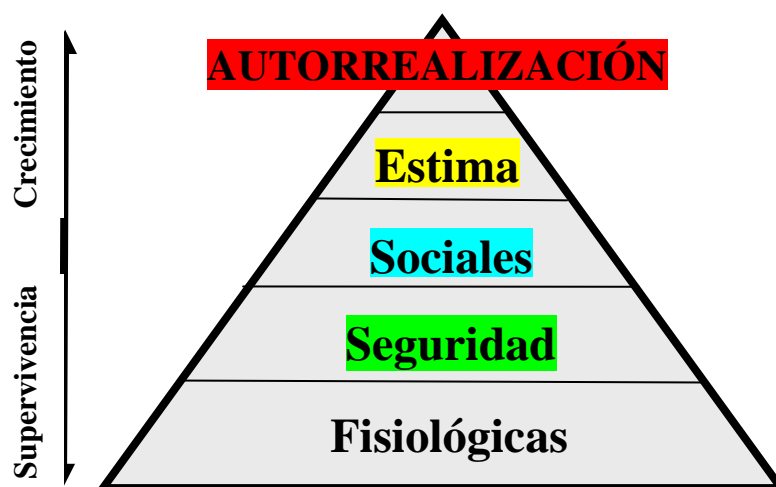 Crecimiento
Supervivencia
AUTORREALIZACIÓN
Estima
Sociales
Seguridad
Fisiológicas